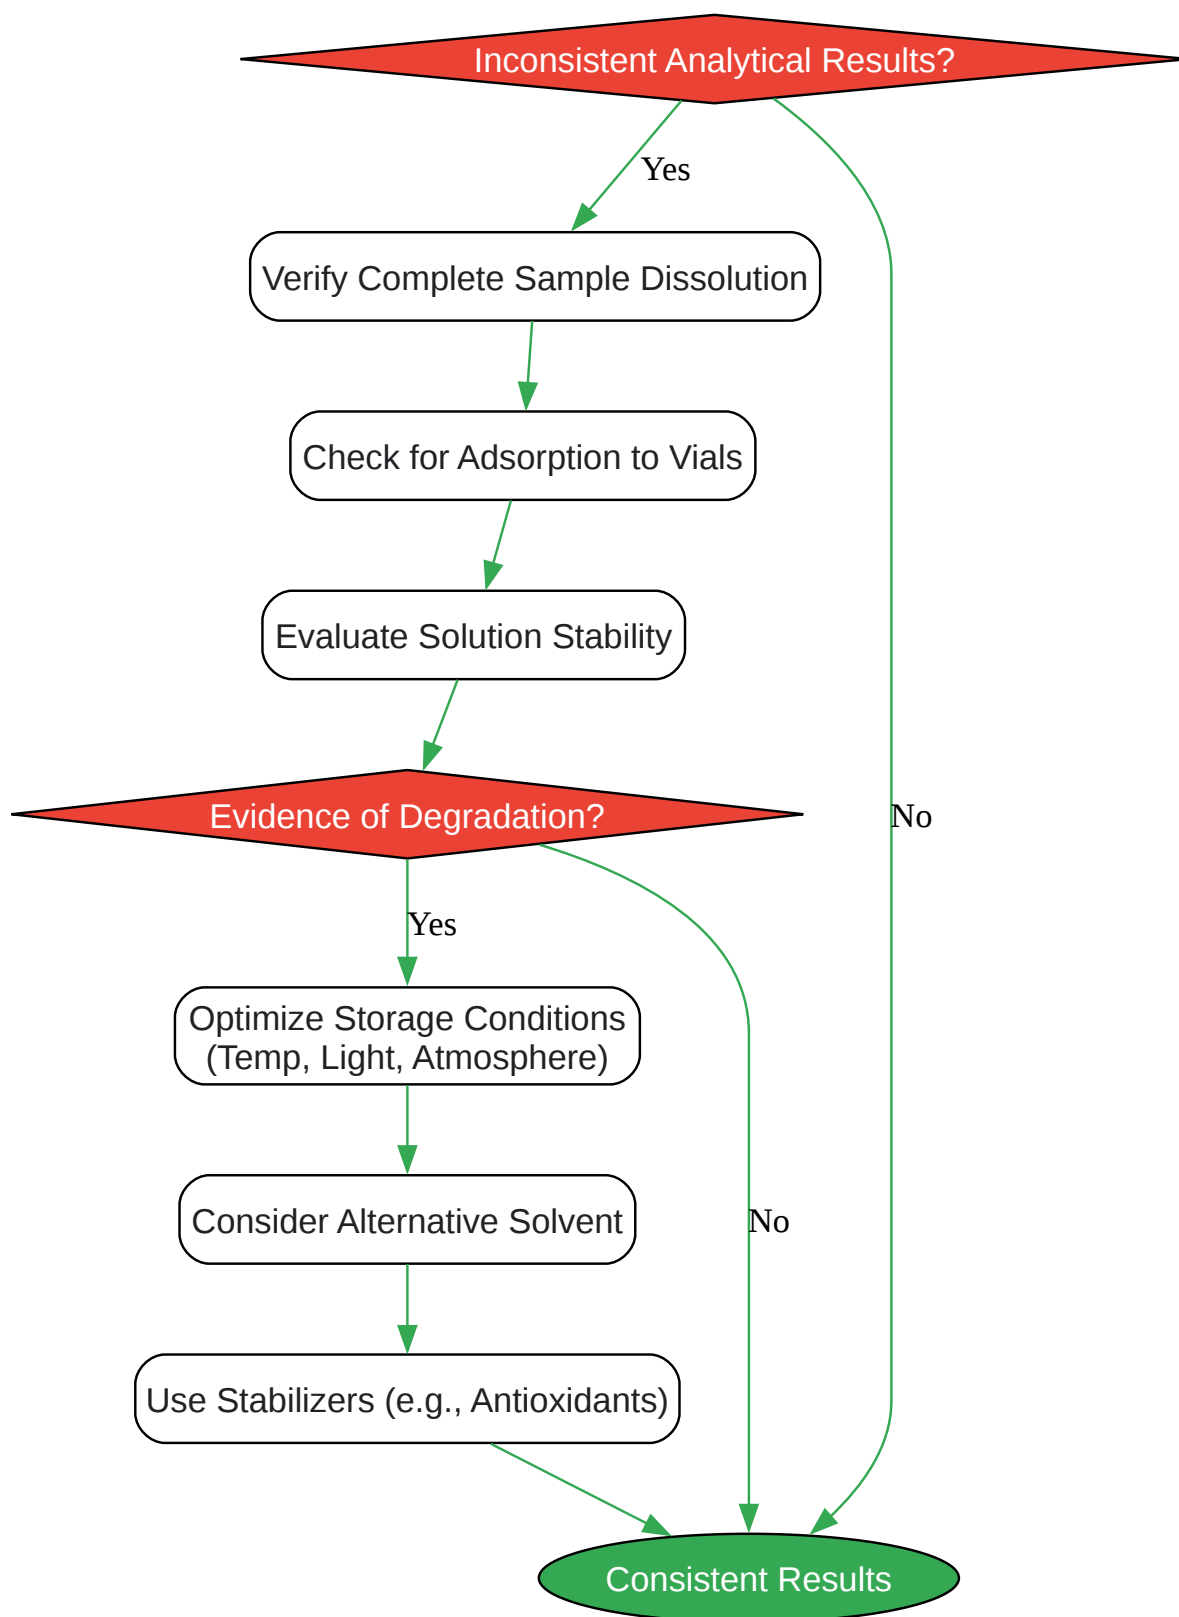 Inconsistent Analytical Results?
Yes
Verify Complete Sample Dissolution
Check for Adsorption to Vials
Evaluate Solution Stability
Evidence of Degradation?
No
Yes
Optimize Storage Conditions
(Temp, Light, Atmosphere)
Consider Alternative Solvent
No
Use Stabilizers (e.g., Antioxidants)
Consistent Results